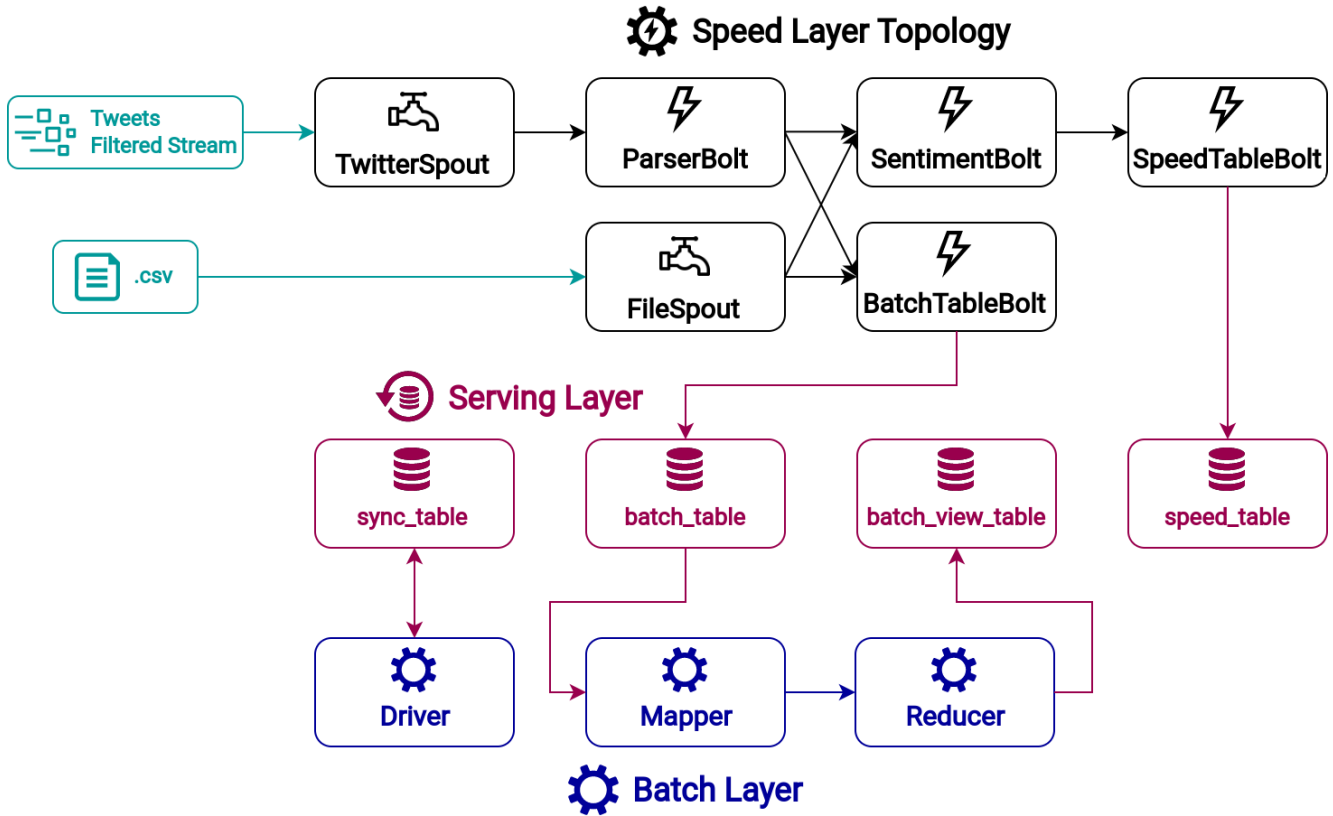 Speed Layer Topology
Tweets
Filtered Stream
TwitterSpout
ParserBolt
SentimentBolt
SpeedTableBolt
.csv
FileSpout
BatchTableBolt
Serving Layer
sync_table
batch_table
batch_view_table
speed_table
Driver
Mapper
Reducer
Batch Layer